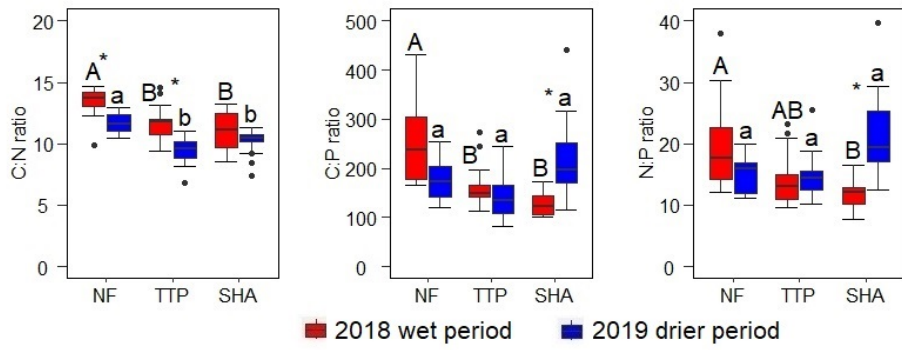 C:N ratio
20
15
10
5
0
A * a B * b B b
NF TTP SHA
C:P ratio
500
400
300
200
100
0
A a B a B * a
NF TTP SHA
N:P ratio
40
30
20
10
0
A a AB a B * a
NF TTP SHA
2018 wet period 2019 drier period